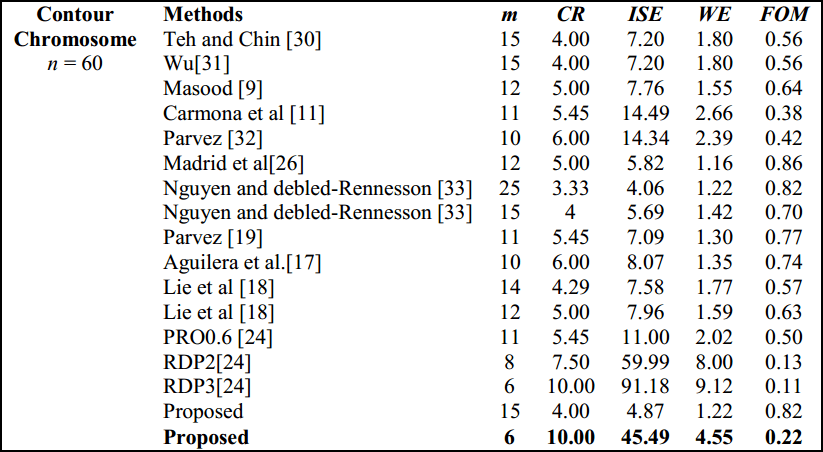 Contour Methods m CR ISE WE FOM
Chromosome Teh and Chin [30] 15 4.00 7.20 1.80 0.56
n = 60 Wu[31] 15 4.00 7.20 1.80 0.56
Masood [9] 12 5.00 7.76 1.55 0.64
Carmona et al [11] 11 5.45 14.49 2.66 0.38
Parvez [32] 10 6.00 14.34 2.39 0.42
Madrid et al[26] 12 5.00 5.82 1.16 0.86
Nguyen and debled-Rennesson [33] 25 3.33 4.06 1.22 0.82
Nguyen and debled-Rennesson [33] 15 4 5.69 1.42 0.70
Parvez [19] 11 5.45 7.09 1.30 0.77
Aguilera et al.[17] 10 6.00 8.07 1.35 0.74
Lie et al [18] 14 4.29 7.58 1.77 0.57
Lie et al [18] 12 5.00 7.96 1.59 0.63
PRO0.6 [24] 11 5.45 11.00 2.02 0.50
RDP2[24] 8 7.50 59.99 8.00 0.13
RDP3[24] 6 10.00 91.18 9.12 0.11
Proposed 15 4.00 4.87 1.22 0.82
Proposed 6 10.00 45.49 4.55 0.22